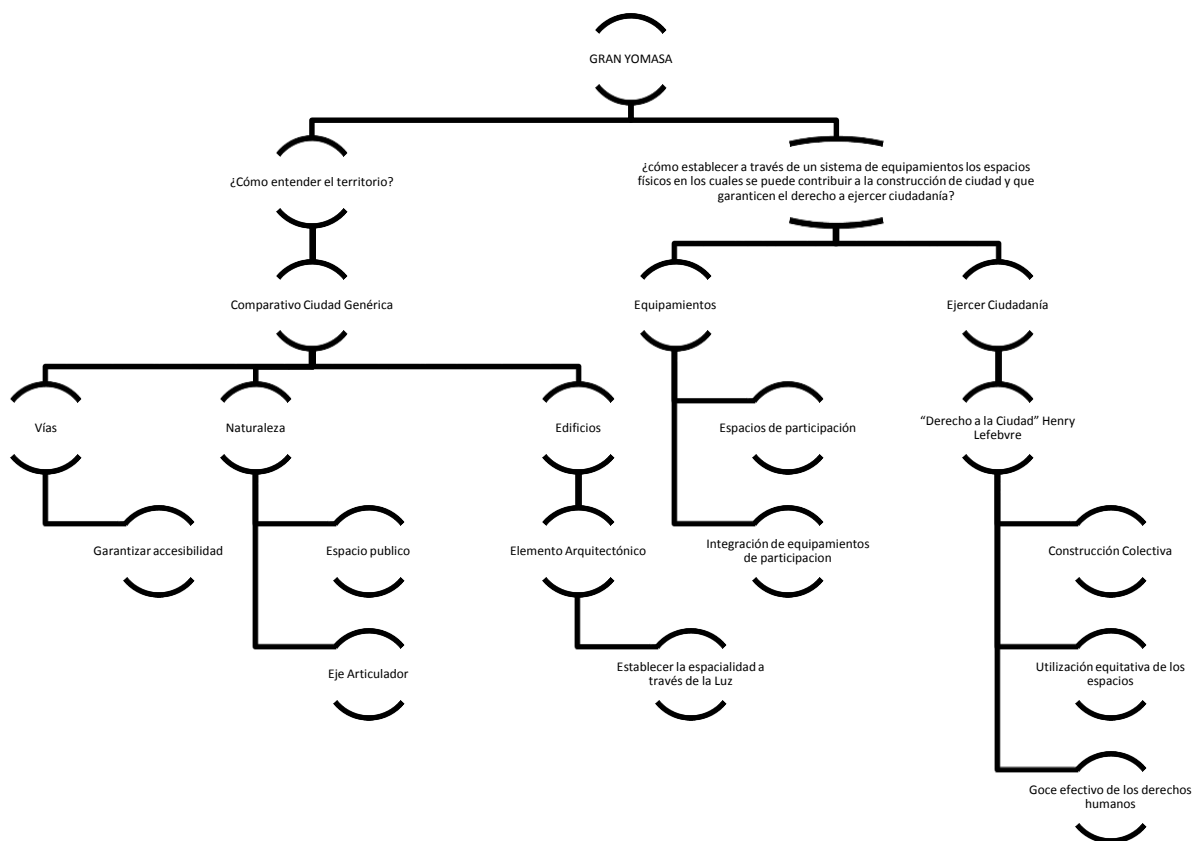 GRAN YOMASA
¿Cómo entender el territorio?
¿cómo establecer a través de un sistema de equipamientos los espacios
físicos en los cuales se puede contribuir a la construcción de ciudad y que
garanticen el derecho a ejercer ciudadanía?
Comparativo Ciudad Genérica
Equipamientos
Ejercer Ciudadanía
Vías
Naturaleza
Edificios
Espacios de participación
“Derecho a la Ciudad” Henry
Lefebvre
Garantizar accesibilidad
Espacio publico
Elemento Arquitectónico
Integración de equipamientos
de participacion
Construcción Colectiva
Eje Articulador
Establecer la espacialidad a
través de la Luz
Utilización equitativa de los
espacios
Goce efectivo de los derechos
humanos